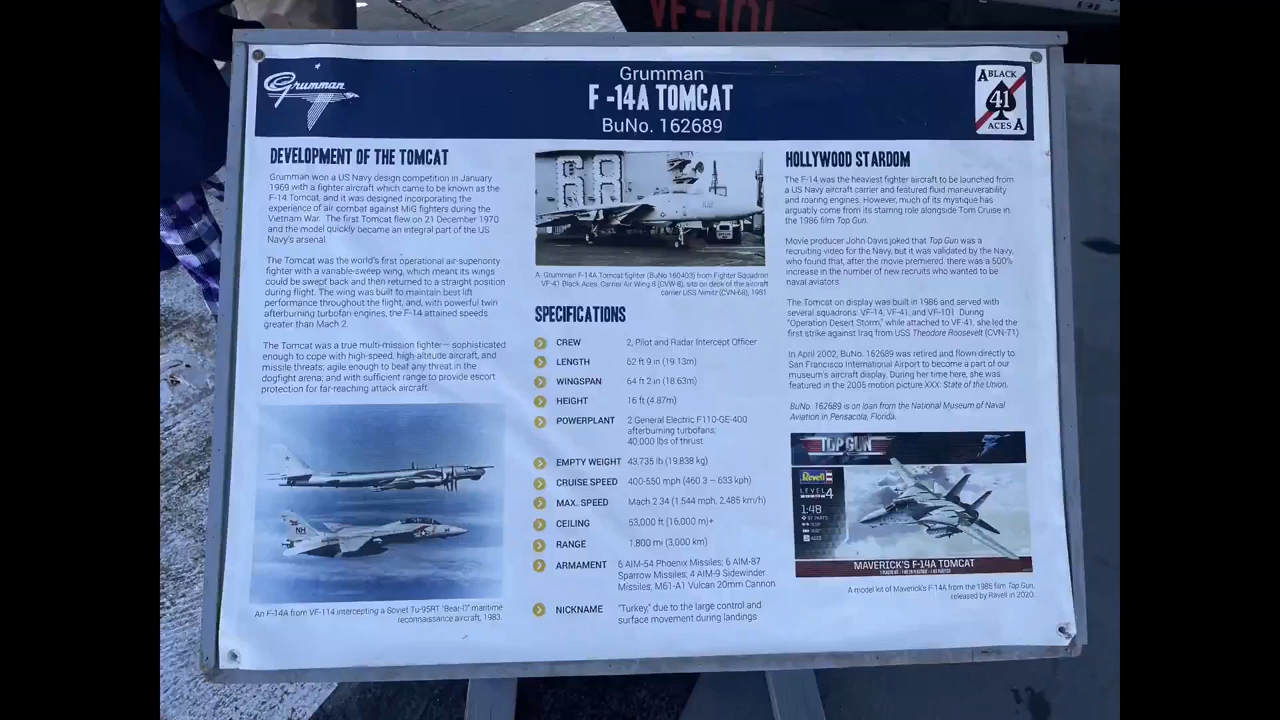 VF-101
Grumman
Grumman
F -14A TOMCAT
BuNo. 162689
A BLACK
41
ACES A
DEVELOPMENT OF THE TOMCAT
Grumman won a US Navy design competition in January
1969 with a fighter aircraft which came to be known as the
F-14 Tomcat, and it was designed incorporating the
experience of air combat against MiG fighters during the
Vietnam War. The first Tomcat flew on 21 December 1970
and the model quickly became an integral part of the US
Navy's arsenal.
The Tomcat was the world's first operational air-superiority
fighter with a variable-sweep wing, which meant its wings
could be swept back and then returned to a straight position
during flight. The wing was built to maintain best lift
performance throughout the flight, and, with powerful twin
afterburning turbofan engines, the F-14 attained speeds
greater than Mach 2.
The Tomcat was a true multi-mission fighter— sophisticated
enough to cope with high-speed, high-altitude aircraft, and
missile threats; agile enough to beat any threat in the
dogfight arena; and with sufficient range to provide escort
protection for far-reaching attack aircraft.
NH
An F-14A from VF-114 intercepting a Soviet Tu-95RT "Bear-D" maritime
reconnaissance aircraft, 1983.
68
A Grumman F-14A Tomcat fighter (BuNo 160403) from Fighter Squadron
VF-41 Black Aces, Carrier Air Wing 8 (CVW-8), sits on deck of the aircraft
carrier USS Nimitz (CVN-68), 1981
SPECIFICATIONS
CREW 2, Pilot and Radar Intercept Officer
LENGTH 62 ft 9 in (19.13m)
WINGSPAN 64 ft 2 in (18.63m)
HEIGHT 16 ft (4.87m)
POWERPLANT 2 General Electric F110-GE-400
afterburning turbofans;
40,000 lbs of thrust
EMPTY WEIGHT 43,735 lb (19,838 kg)
CRUISE SPEED 400-550 mph (460.3 – 633 kph)
MAX. SPEED Mach 2.34 (1,544 mph, 2,485 km/h)
CEILING 53,000 ft (16,000 m)+
RANGE 1,800 mi (3,000 km)
ARMAMENT 6 AIM-54 Phoenix Missiles; 6 AIM-87
Sparrow Missiles; 4 AIM-9 Sidewinder
Missiles; M61-A1 Vulcan 20mm Cannon
NICKNAME "Turkey," due to the large control and
surface movement during landings
HOLLYWOOD STARDOM
The F-14 was the heaviest fighter aircraft to be launched from
a US Navy aircraft carrier and featured fluid maneuverability
and roaring engines. However, much of its mystique has
arguably come from its starring role alongside Tom Cruise in
the 1986 film Top Gun.
Movie producer John Davis joked that Top Gun was a
recruiting video for the Navy, but it was validated by the Navy,
who found that, after the movie premiered, there was a 500%
increase in the number of new recruits who wanted to be
naval aviators.
The Tomcat on display was built in 1986 and served with
several squadrons: VF-14, VF-41, and VF-101. During
"Operation Desert Storm," while attached to VF-41, she led the
first strike against Iraq from USS Theodore Roosevelt (CVN-71)
In April 2002, BuNo. 162689 was retired and flown directly to
San Francisco International Airport to become a part of our
museum's aircraft display. During her time here, she was
featured in the 2005 motion picture XXX: State of the Union.
BuNo. 162689 is on loan from the National Museum of Naval
Aviation in Pensacola, Florida.
TOP GUN
Revell
LEVEL 4
1:48
MAVERICK'S F-14A TOMCAT
A model kit of Maverick's F-14A from the 1986 film Top Gun,
released by Ravell in 2020.